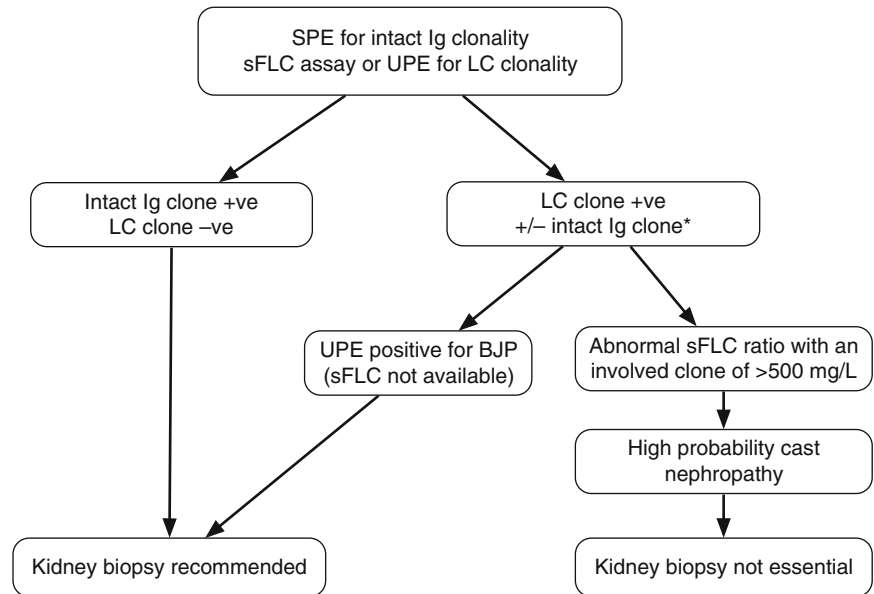 SPE for intact Ig clonality
sFLC assay or UPE for LC clonality
Intact Ig clone +ve
LC clone –ve
LC clone +ve
+/– intact Ig clone*
UPE positive for BJP
(sFLC not available)
Abnormal sFLC ratio with an
involved clone of >500 mg/L
High probability cast
nephropathy
Kidney biopsy recommended
Kidney biopsy not essential